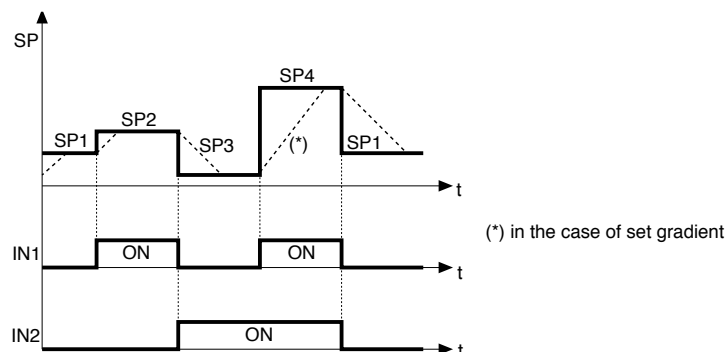 SP
SP4
SP2
SP1
SP3
(*)
SP1
t
(*) in the case of set gradient
IN1
ON
ON
t
IN2
ON
t